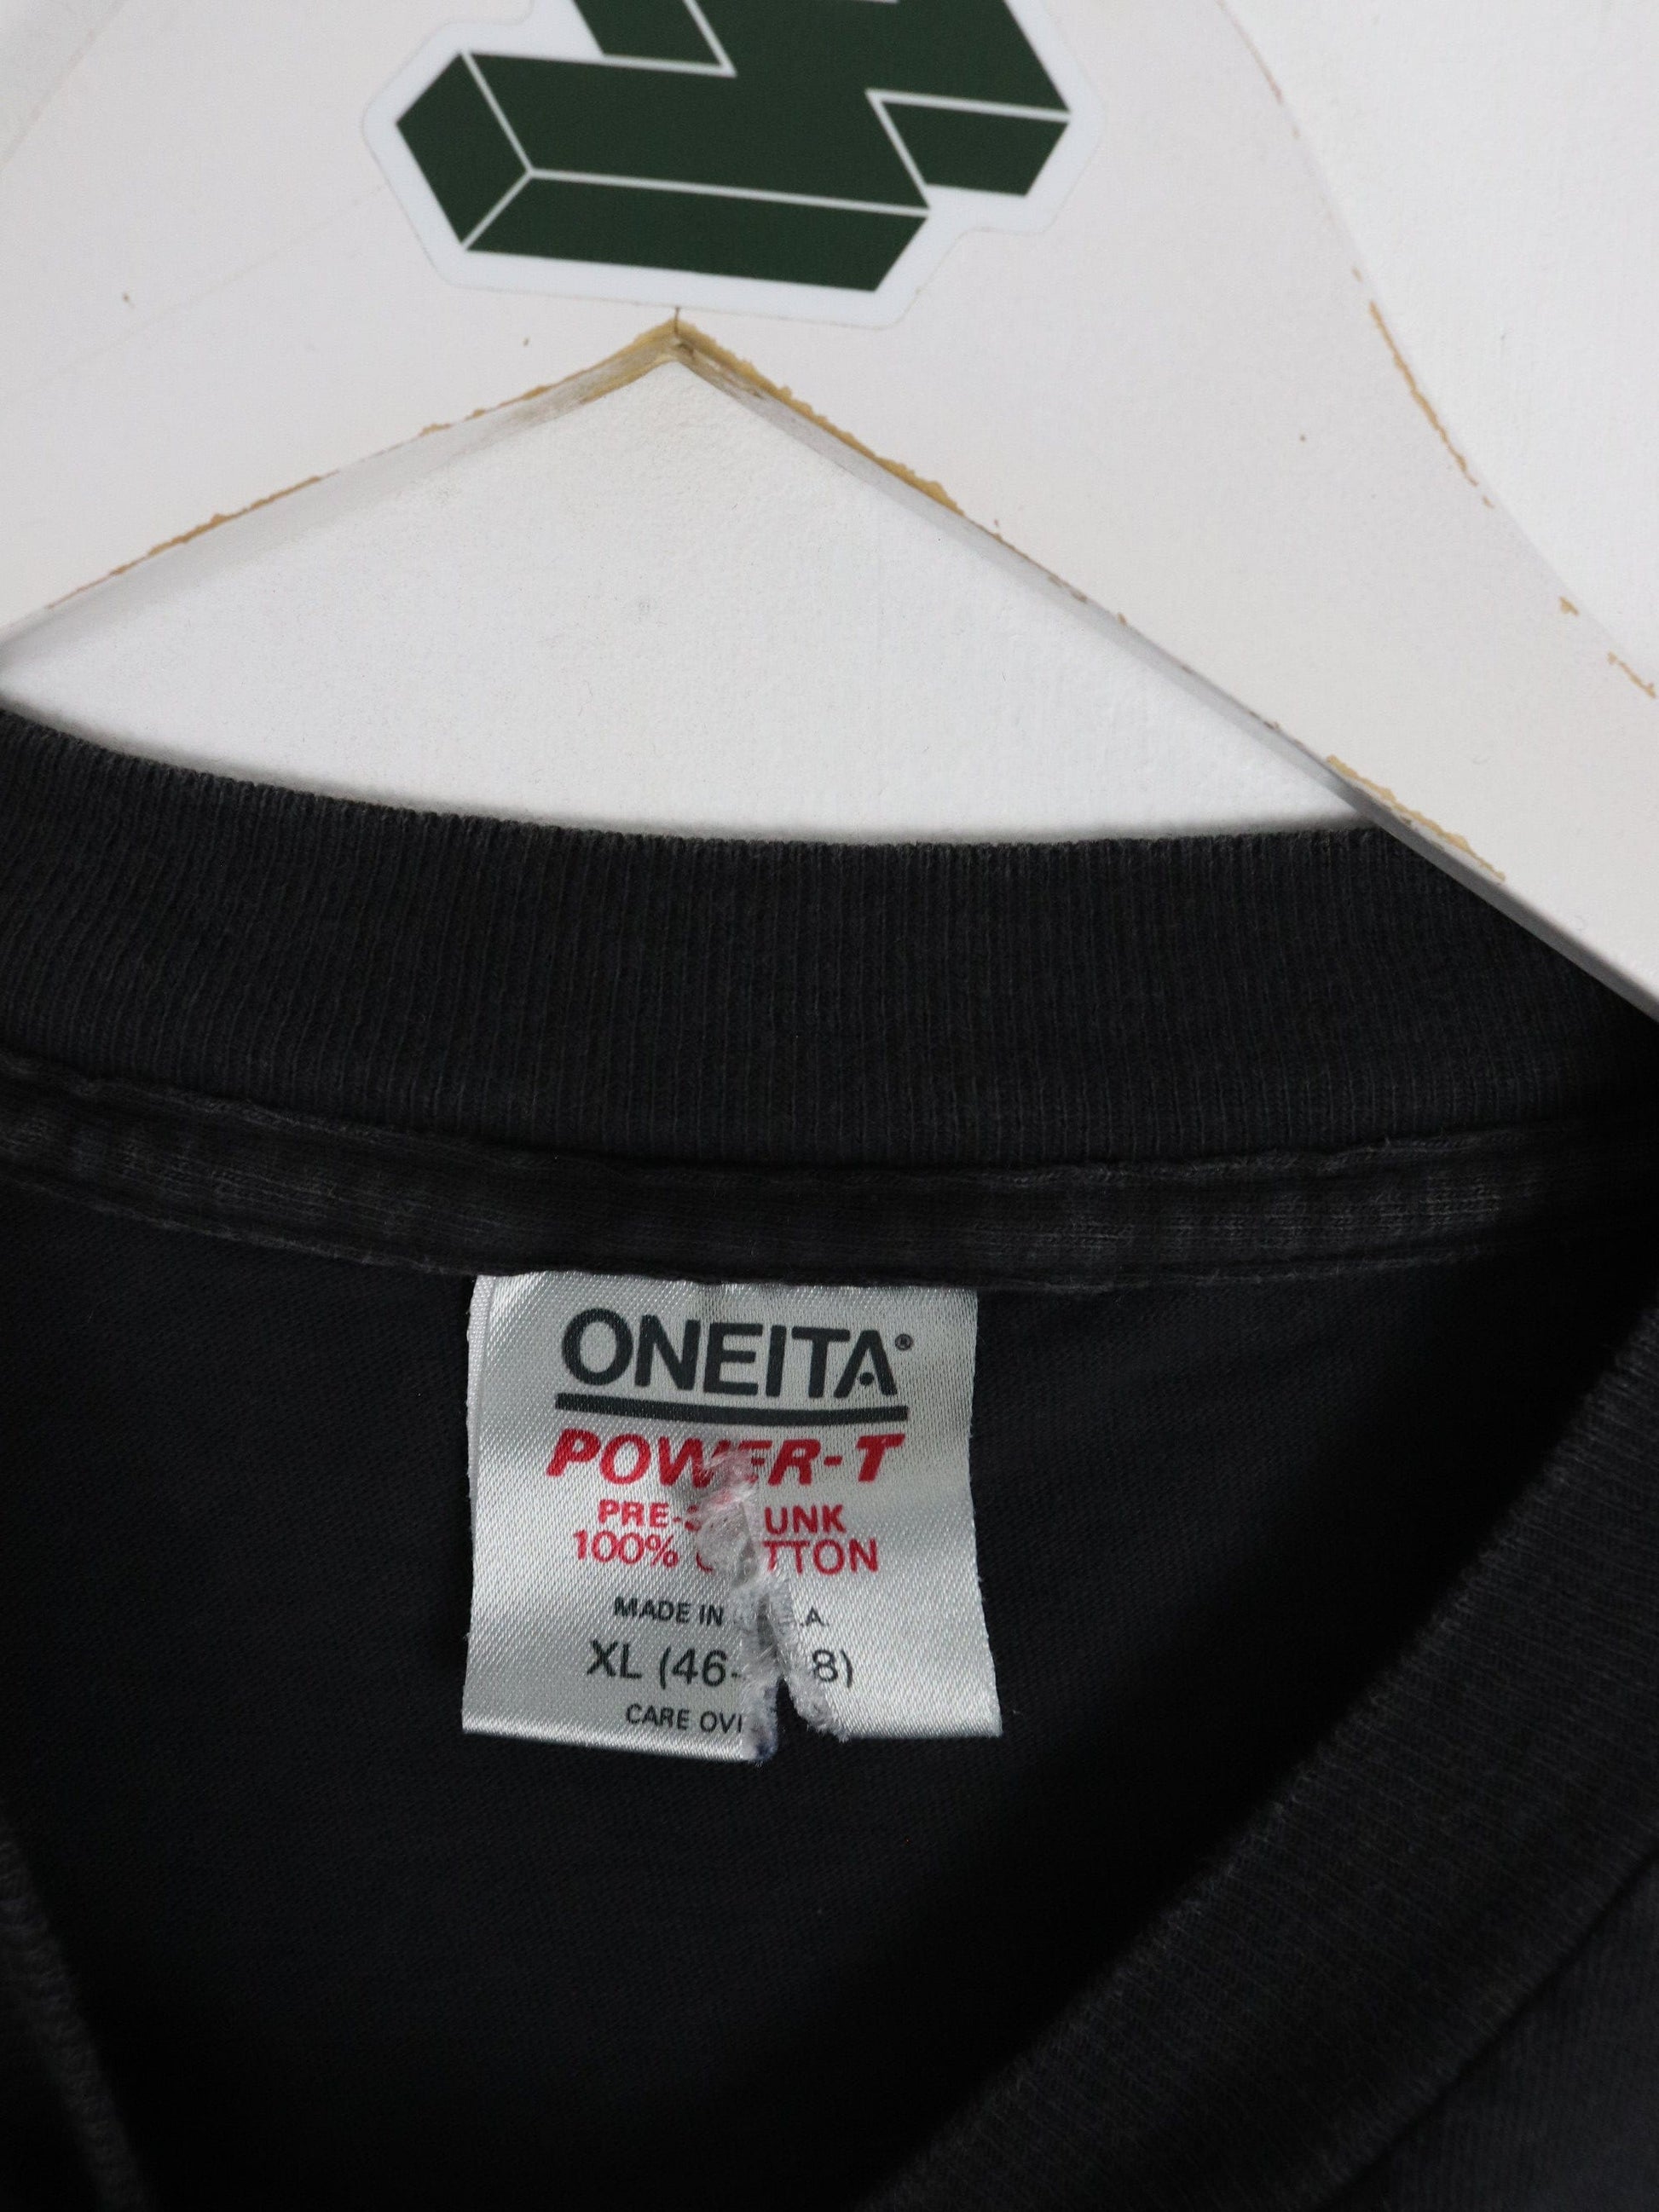 ONEITA®
POWER-T
PRE- UNK
100% TTON
MADE IN .A.
XL (46- 8)
CARE OV